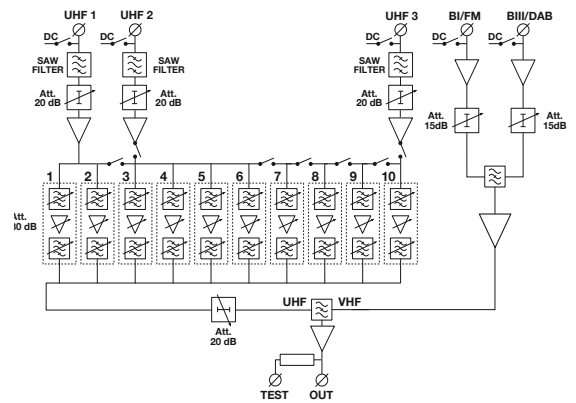 UHF 1 UHF 2 UHF 3 BI/FM BIII/DAB
DC DC DC DC DC
SAW FILTER
SAW FILTER
SAW FILTER
Att. 20 dB
Att. 20 dB
Att. 20 dB
Att. 15dB
Att. 15dB
1 2 3 4 5 6 7 8 9 10
UHF VHF
Att. 20 dB
TEST OUT